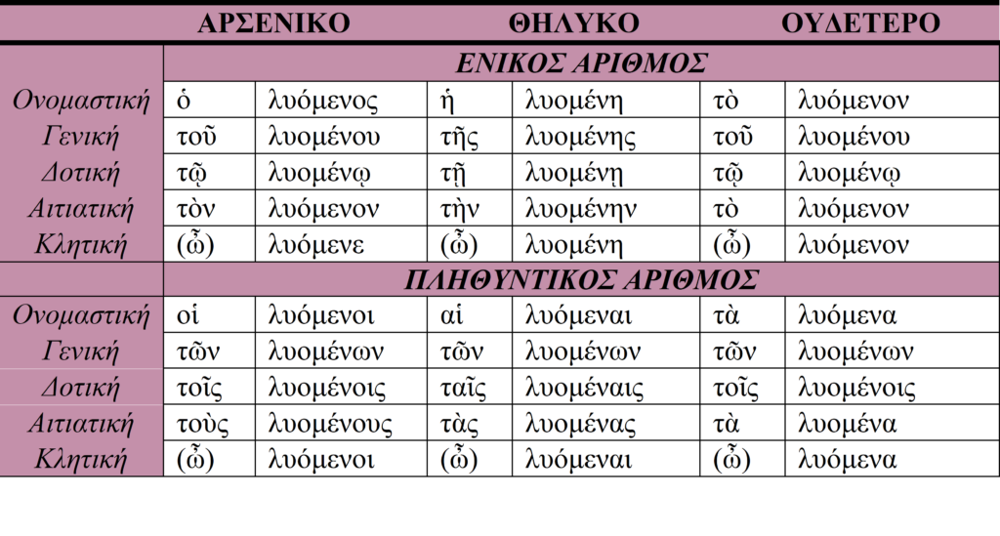 ΑΡΣΕΝΙΚΟ ΘΗΛΥΚΟ ΟΥΔΕΤΕΡΟ
ΕΝΙΚΟΣ ΑΡΙΘΜΟΣ
Ονομαστική ὁ λυόμενος ἡ λυομένη τὸ λυόμενον
Γενική τοῦ λυομένου τῆς λυομένης τοῦ λυομένου
Δοτική τῷ λυομένῳ τῇ λυομένῃ τῷ λυομένῳ
Αιτιατική τὸν λυόμενον τὴν λυομένην τὸ λυόμενον
Κλητική (ὦ) λυόμενε (ὦ) λυομένη (ὦ) λυόμενον
ΠΛΗΘΥΝΤΙΚΟΣ ΑΡΙΘΜΟΣ
Ονομαστική οἱ λυόμενοι αἱ λυόμεναι τὰ λυόμενα
Γενική τῶν λυομένων τῶν λυομένων τῶν λυομένων
Δοτική τοῖς λυομένοις ταῖς λυομέναις τοῖς λυομένοις
Αιτιατική τοὺς λυομένους τὰς λυομένας τὰ λυομένα
Κλητική (ὦ) λυόμενοι (ὦ) λυόμεναι (ὦ) λυόμενα